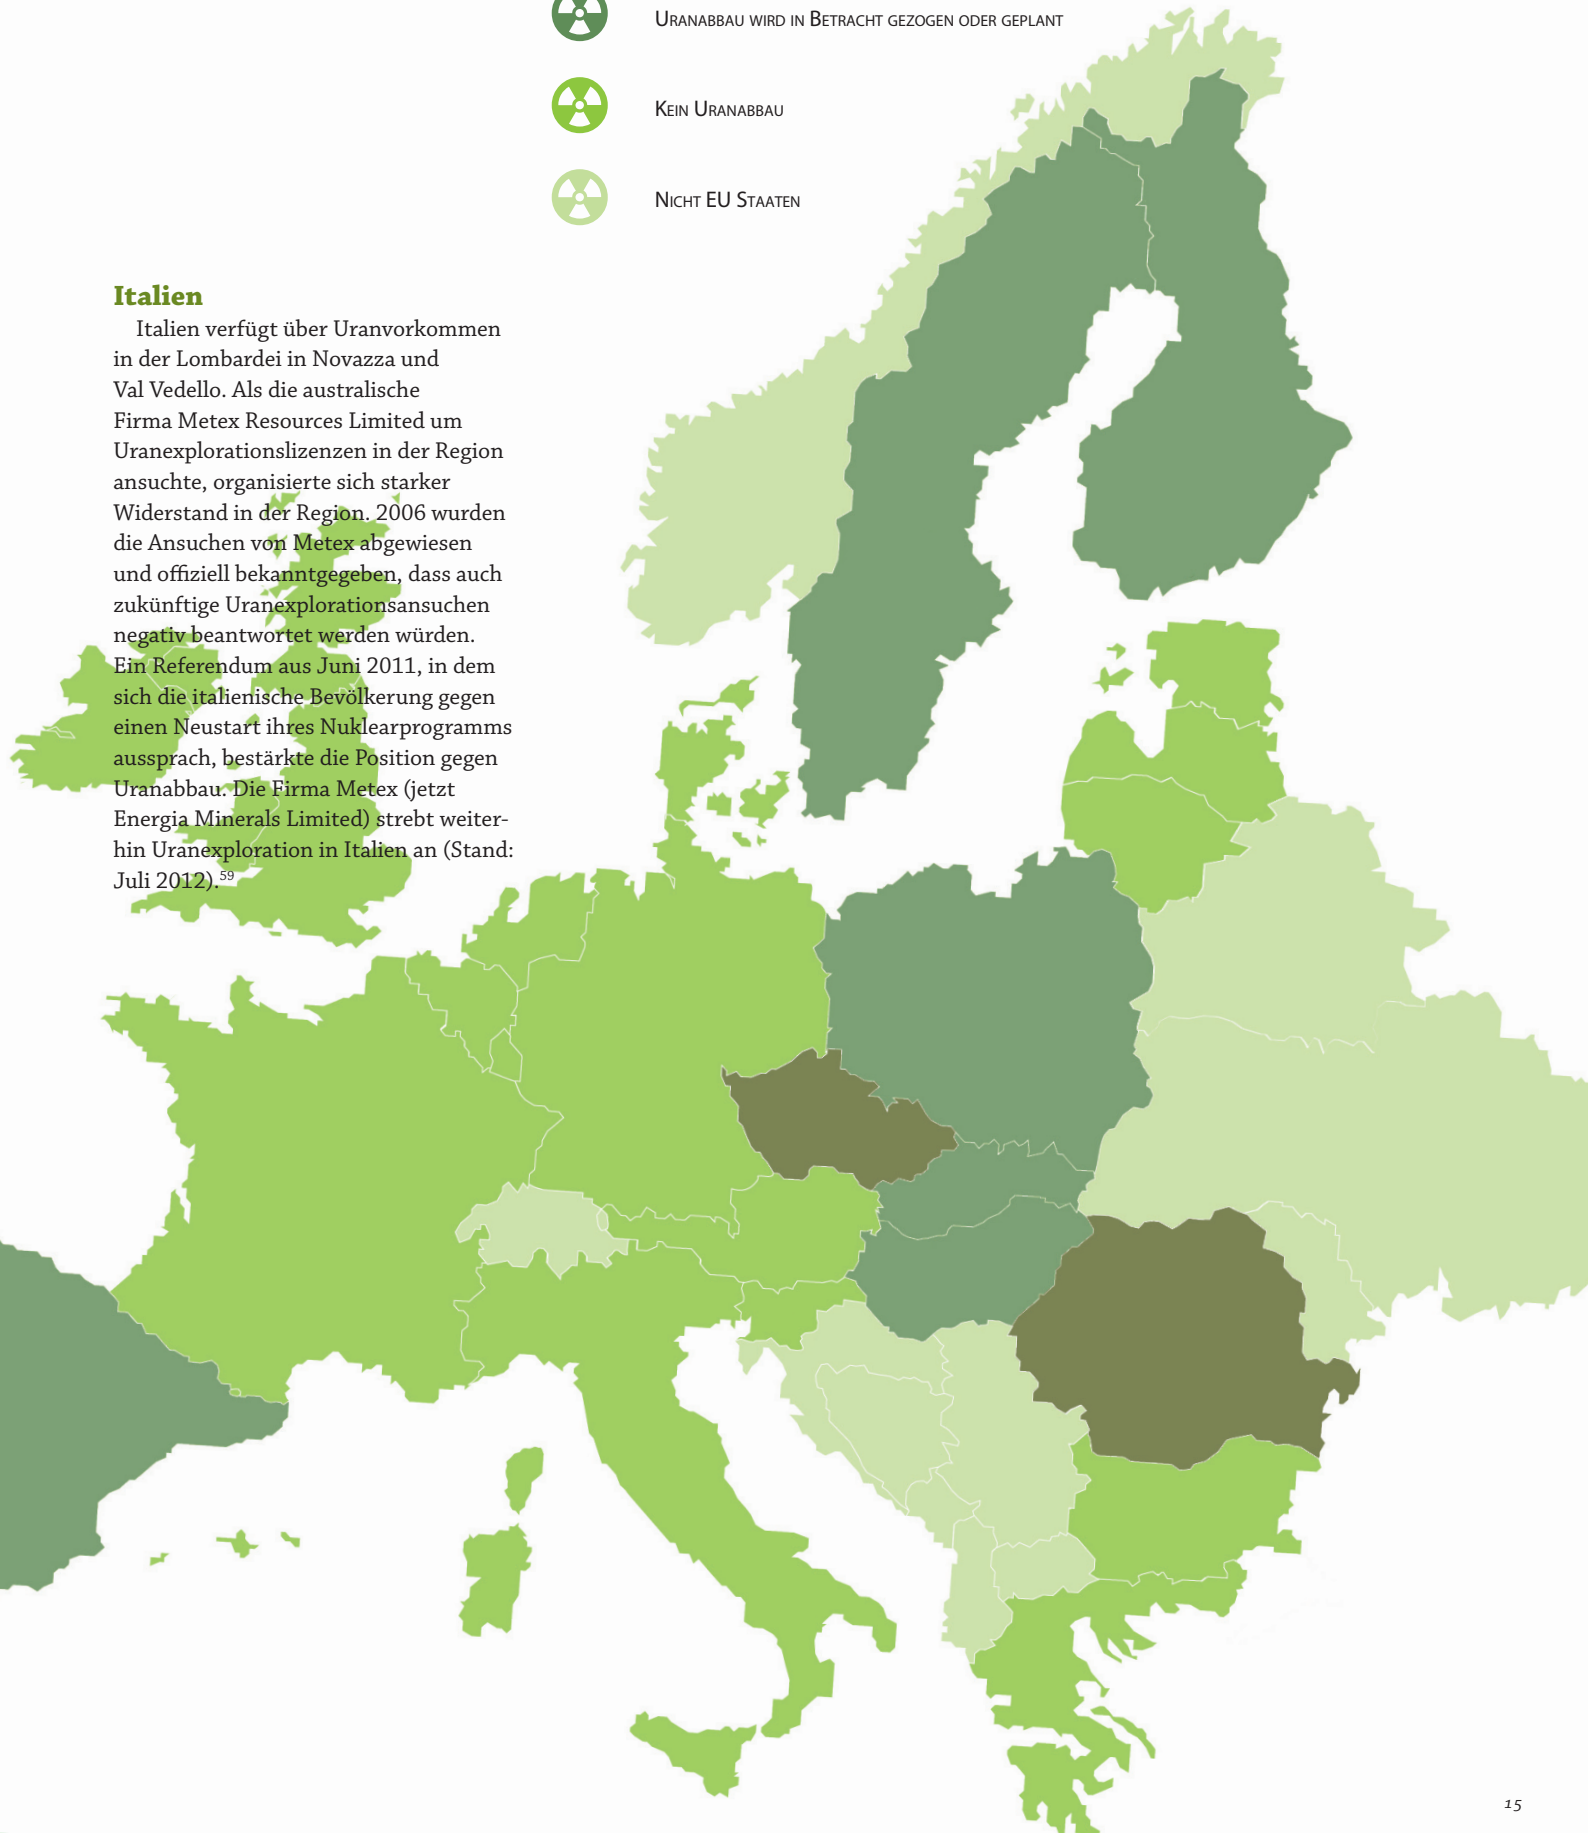 Uranabbau wird in Betracht gezogen oder geplant
Kein Uranabbau
Nicht EU Staaten
Italien
Italien verfügt über Uranvorkommen
in der Lombardei in Novazza und
Val Vedello. Als die australische
Firma Metex Resources Limited um
Uranexplorationslizenzen in der Region
ansuchte, organisierte sich starker
Widerstand in der Region. 2006 wurden
die Ansuchen von Metex abgewiesen
und offiziell bekanntgegeben, dass auch
zukünftige Uranexplorationsansuchen
negativ beantwortet werden würden.
Ein Referendum aus Juni 2011, in dem
sich die italienische Bevölkerung gegen
einen Neustart ihres Nuklearprogramms
aussprach, bestärkte die Position gegen
Uranabbau. Die Firma Metex (jetzt
Energia Minerals Limited) strebt weiter-
hin Uranexploration in Italien an (Stand:
Juli 2012).59
15